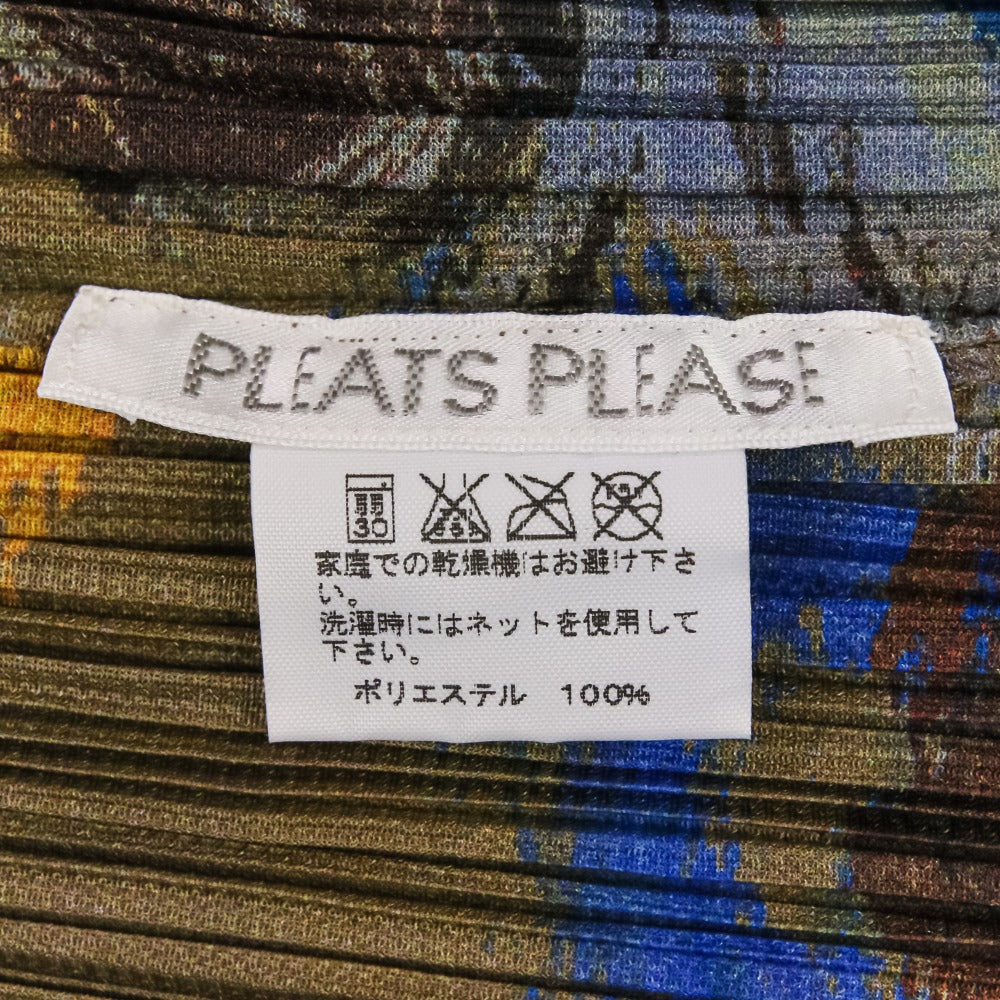 PLEATS PLEASE
弱
30
家庭での乾燥機はお避け下さ
い。
洗濯時にはネットを使用して
下さい。
ポリエステル 100%